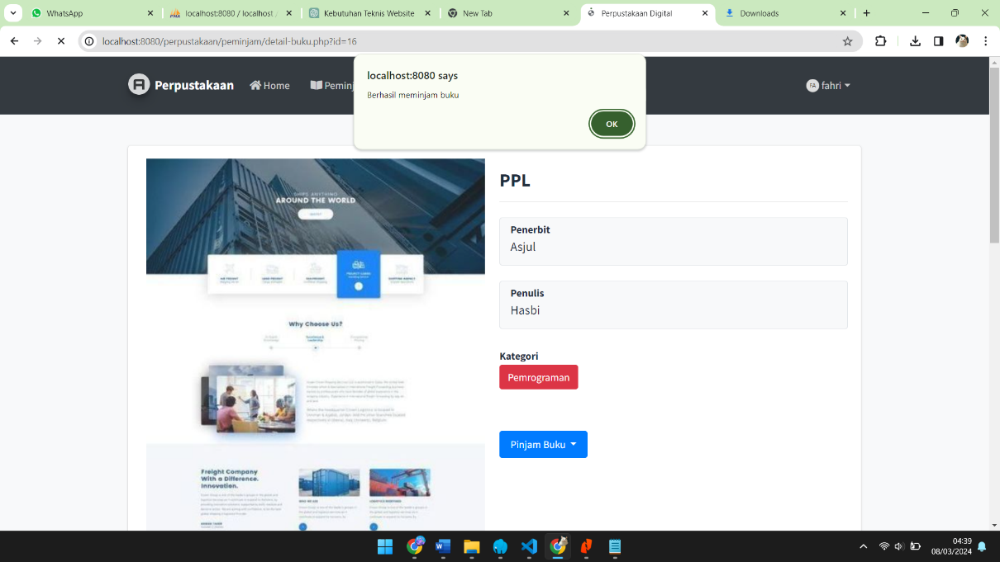 WhatsApp
localhost:8080 / localhost /
Kebutuhan Teknis Website
New Tab
Perpustakaan Digital
Downloads
localhost:8080/perpustakaan/peminjam/detail-buku.php?id=16
Perpustakaan
Home
Peminj
FA fahri
localhost:8080 says
Berhasil meminjam buku
OK
SHIPS ANYTHING
AROUND THE WORLD
PPL
Penerbit
Asjul
Penulis
Hasbi
Kategori
Pemrograman
Pinjam Buku
Why Choose Us?
Freight Company
With a Difference.
Innovation.
04:39
08/03/2024